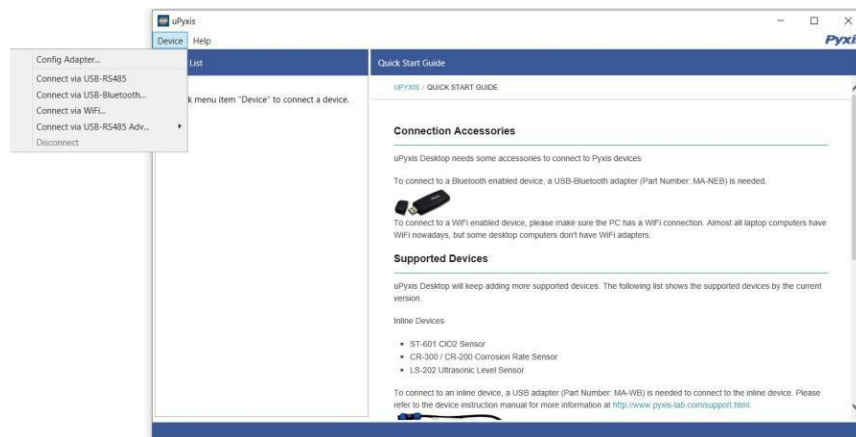 uPyxis
Device Help
Pyxis
Config Adapter...
Connect via USB-RS485
Connect via USB-Bluetooth...
Connect via WiFi...
Connect via USB-RS485 Adv...
Disconnect
List
menu item "Device" to connect a device.
Quick Start Guide
UPYXIS / QUICK START GUIDE
Connection Accessories
uPyxis Desktop needs some accessories to connect to Pyxis devices
To connect to a Bluetooth enabled device, a USB-Bluetooth adapter (Part Number: MA-NEB) is needed.
To connect to a WiFi enabled device, please make sure the PC has a WiFi connection. Almost all laptop computers have
WiFi nowadays, but some desktop computers don't have WiFi adapters.
Supported Devices
uPyxis Desktop will keep adding more supported devices. The following list shows the supported devices by the current
version.
Inline Devices
ST-601 ClO2 Sensor
CR-300 / CR-200 Corrosion Rate Sensor
LS-202 Ultrasonic Level Sensor
To connect to an inline device, a USB adapter (Part Number: MA-WB) is needed to connect to the inline device. Please
refer to the device instruction manual for more information at http://www.pyxis-lab.com/support.html.